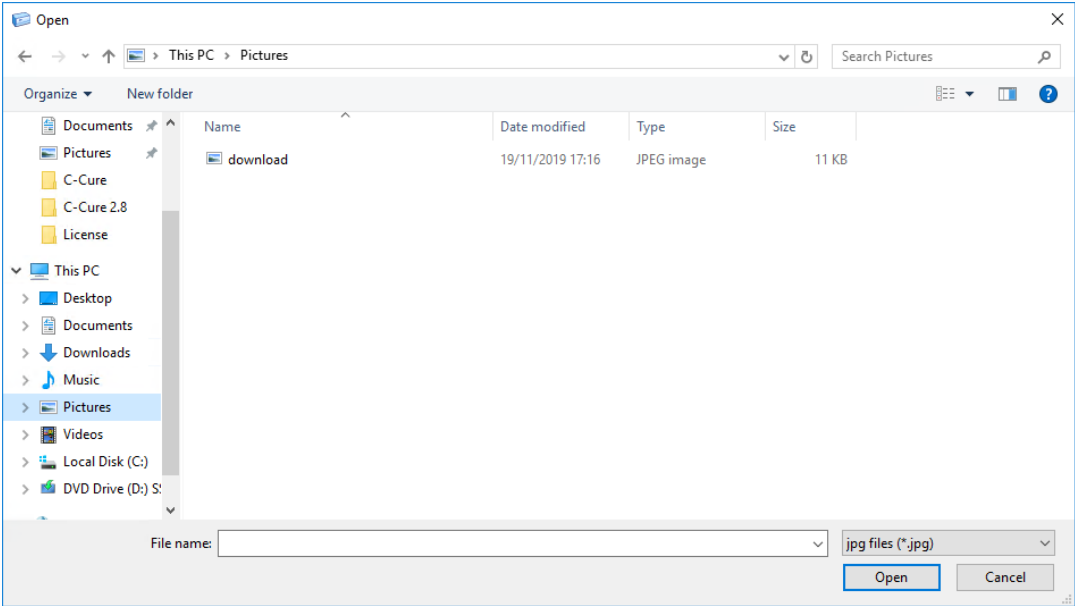 Open
This PC > Pictures
Search Pictures
Organize
New folder
Name
Date modified
Type
Size
download
19/11/2019 17:16
JPEG image
11 KB
Documents
Pictures
C-Cure
C-Cure 2.8
License
This PC
Desktop
Documents
Downloads
Music
Pictures
Videos
Local Disk (C:)
DVD Drive (D:)
File name:
jpg files (*.jpg)
Open
Cancel